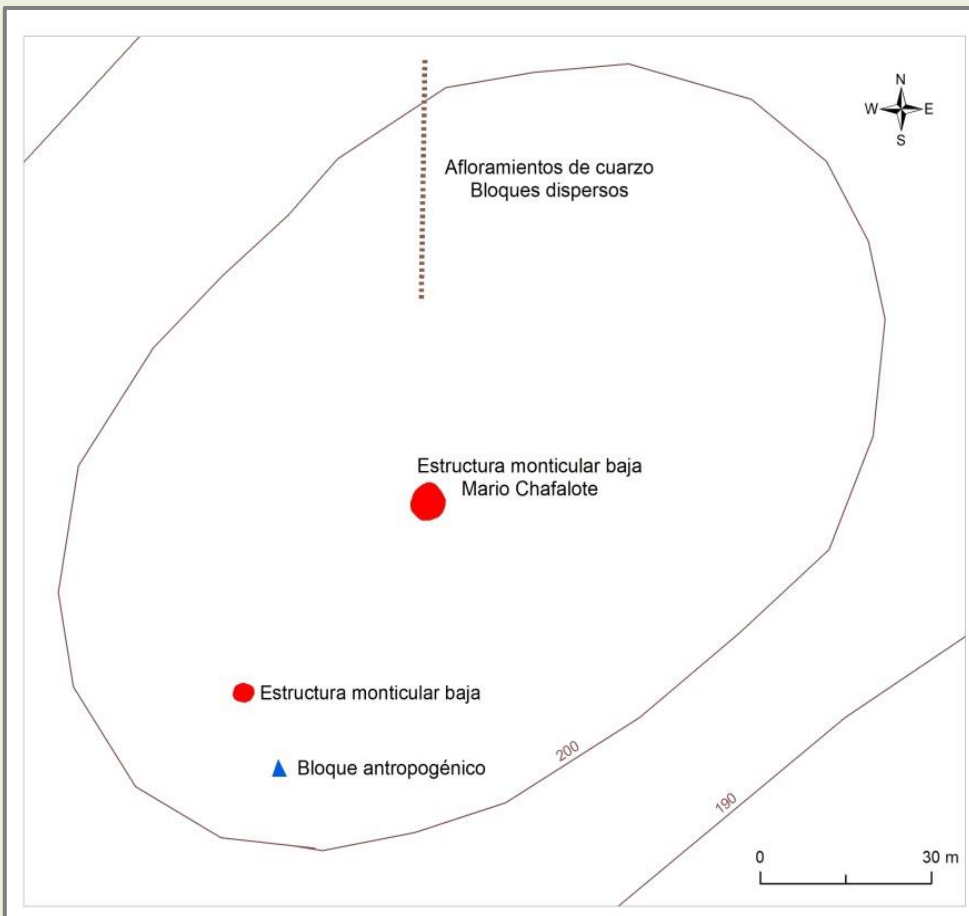 N
W E
S
Afloramientos de cuarzo
Bloques dispersos
Estructura monticular baja
Mario Chafalote
Estructura monticular baja
Bloque antropogénico
200
190
0 30 m